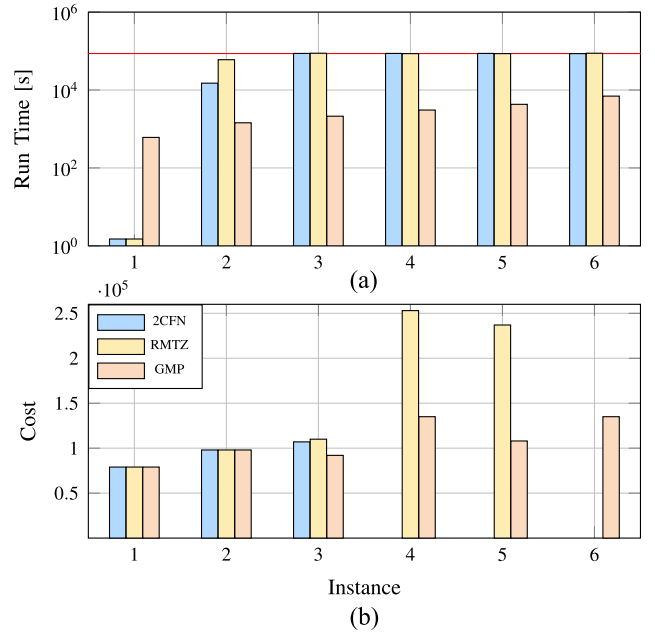 10^6
10^4
10^2
10^0
Run Time [s]
1 2 3 4 5 6
(a)
·10^5
2.5
2
1.5
1
0.5
Cost
2CFN
RMTZ
GMP
1 2 3 4 5 6
Instance
(b)